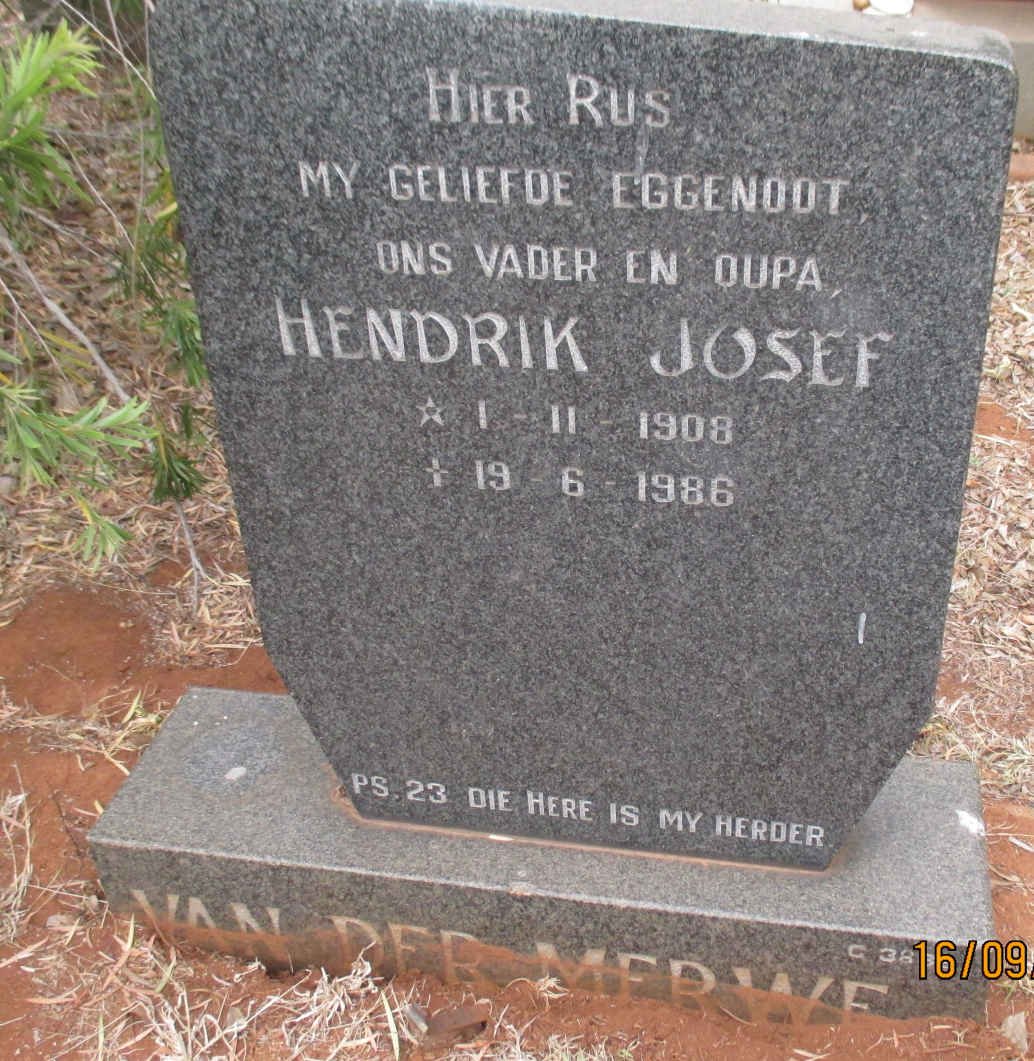 HIER RUS
MY GELIEFDE EGGENOOT,
ONS VADER EN OUPA,
HENDRIK JOSEF
☆ 1 - 11 - 1908
✝ 19 - 6 - 1986
PS. 23 DIE HERE IS MY HERDER
VAN DER MERWE
16/09